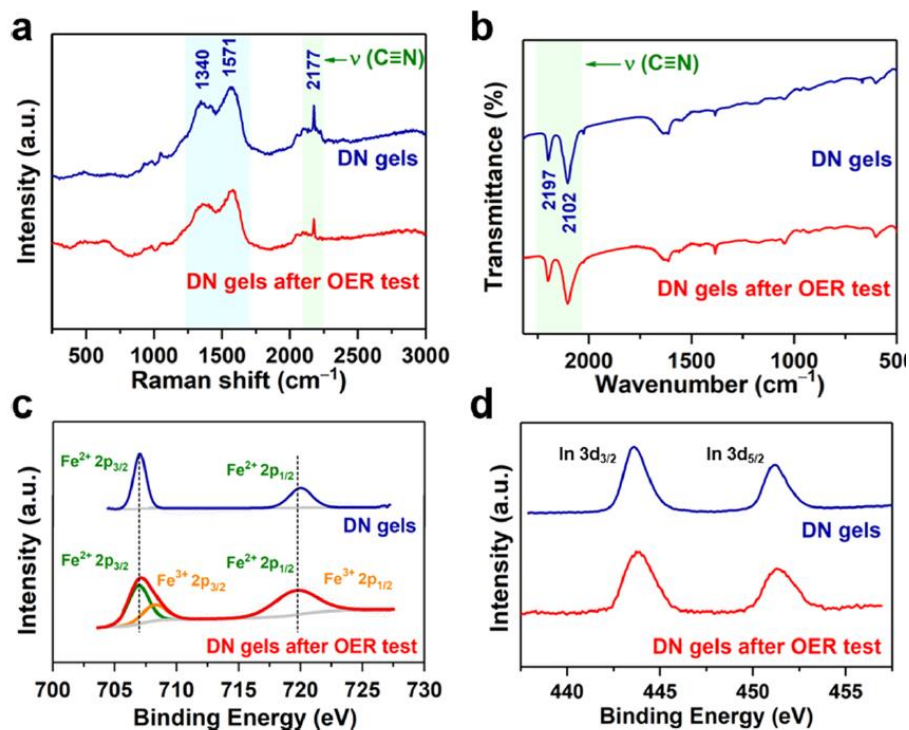 a
1340
1571
2177
ν (C≡N)
DN gels
DN gels after OER test
Intensity (a.u.)
500 1000 1500 2000 2500 3000
Raman shift (cm⁻¹)
b
ν (C≡N)
DN gels
2197
2102
DN gels after OER test
Transmittance (%)
2000 1500 1000 500
Wavenumber (cm⁻¹)
c
Fe²⁺ 2p₃/₂
Fe²⁺ 2p₁/₂
DN gels
Fe²⁺ 2p₃/₂
Fe³⁺ 2p₃/₂
Fe²⁺ 2p₁/₂
Fe³⁺ 2p₁/₂
DN gels after OER test
Intensity (a.u.)
700 705 710 715 720 725 730
Binding Energy (eV)
d
In 3d₃/₂
In 3d₅/₂
DN gels
DN gels after OER test
Intensity (a.u.)
440 445 450 455
Binding Energy (eV)